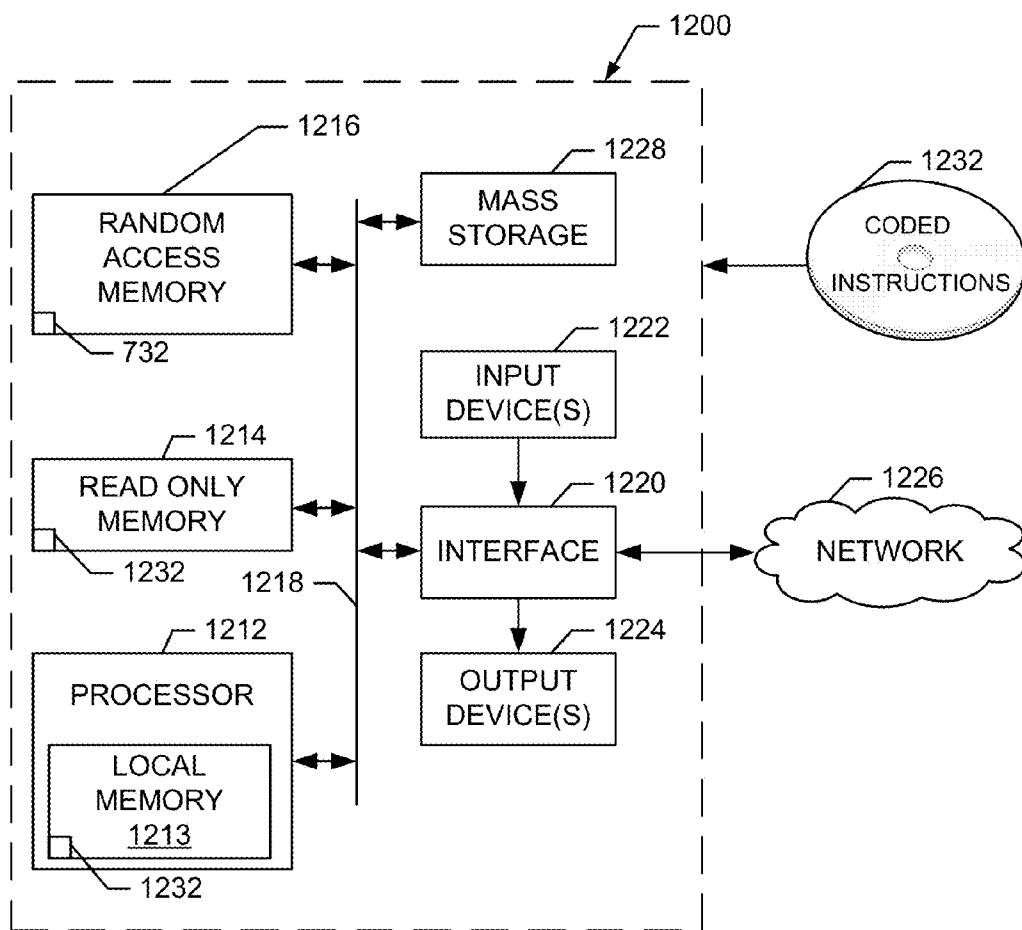 1200
1216
RANDOM
ACCESS
MEMORY
732
1228
MASS
STORAGE
1232
CODED
INSTRUCTIONS
1222
INPUT
DEVICE(S)
1214
READ ONLY
MEMORY
1232
1218
1220
INTERFACE
1226
NETWORK
1212
PROCESSOR
LOCAL
MEMORY
1213
1232
1224
OUTPUT
DEVICE(S)